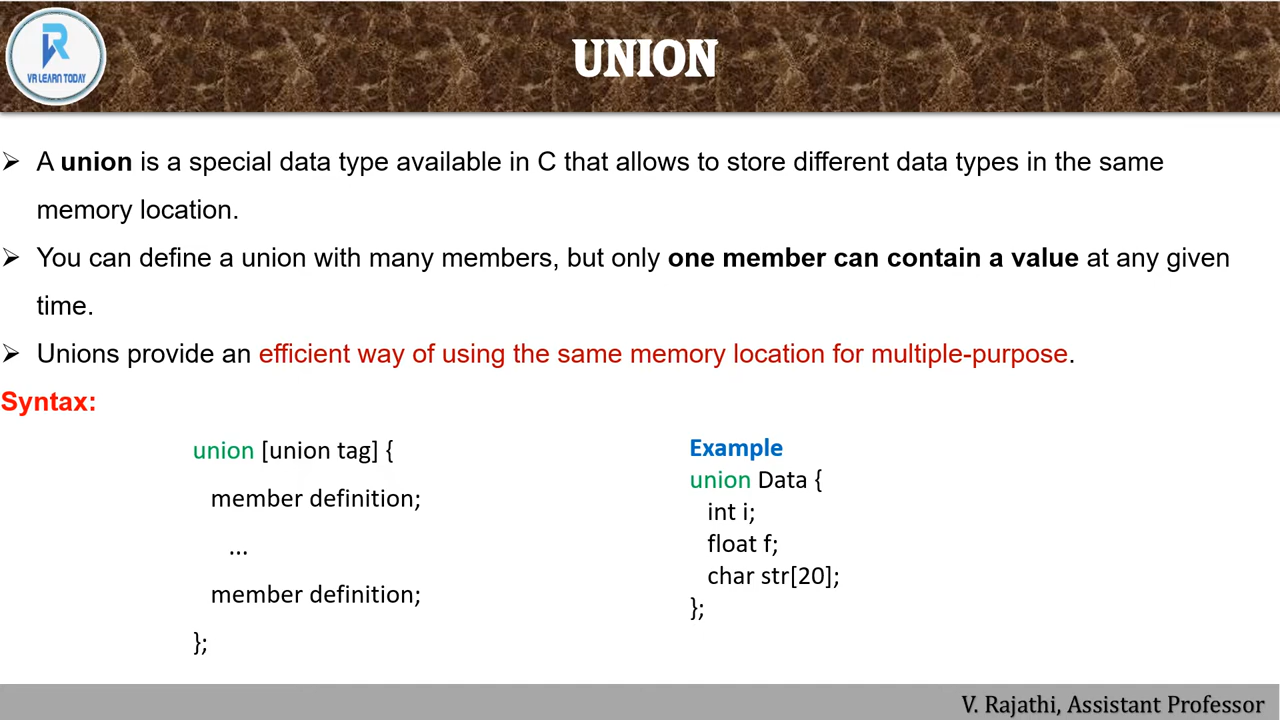 VR LEARN TODAY
UNION
➢ A union is a special data type available in C that allows to store different data types in the same
memory location.
➢ You can define a union with many members, but only one member can contain a value at any given
time.
➢ Unions provide an efficient way of using the same memory location for multiple-purpose.
Syntax:
union [union tag] {
member definition;
...
member definition;
};
Example
union Data {
int i;
float f;
char str[20];
};
V. Rajathi, Assistant Professor